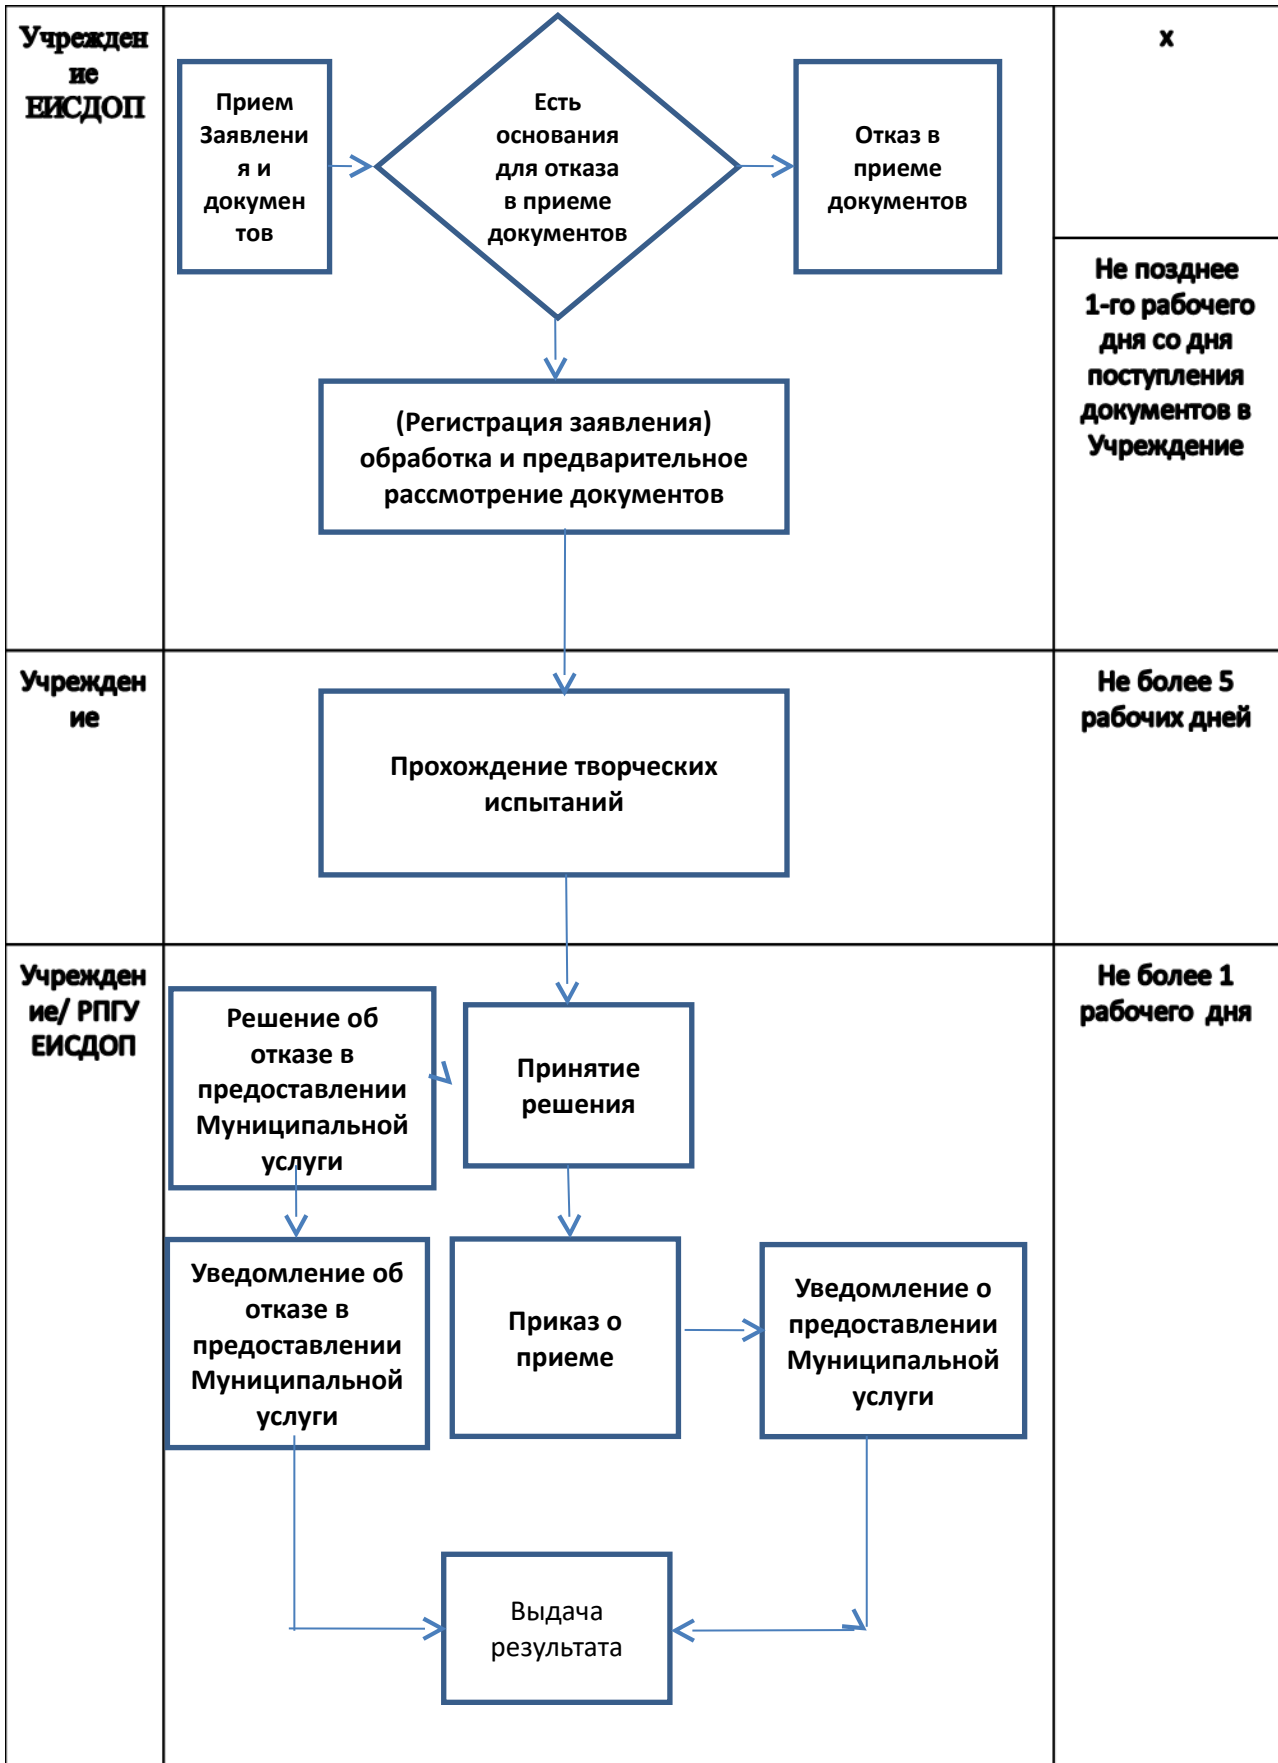 Учрежден
ие
ЕИСДОП
Прием
Заявлени
я и
докумен
тов
Есть
основания
для отказа
в приеме
документов
Отказ в
приеме
документов
х
Не позднее
1-го рабочего
дня со дня
поступления
документов в
Учреждение
(Регистрация заявления)
обработка и предварительное
рассмотрение документов
Учрежден
ие
Прохождение творческих
испытаний
Не более 5
рабочих дней
Учрежден
ие/ РПГУ
ЕИСДОП
Решение об
отказе в
предоставлении
Муниципальной
услуги
Принятие
решения
Не более 1
рабочего дня
Уведомление об
отказе в
предоставлении
Муниципальной
услуги
Приказ о
приеме
Уведомление о
предоставлении
Муниципальной
услуги
Выдача
результата